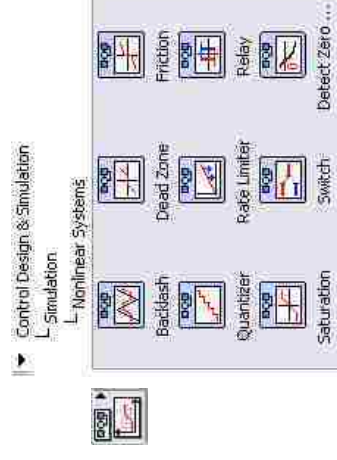 Control Design & Simulation
Simulation
Nonlinear Systems
Backlash
Dead Zone
Friction
Quantizer
Rate Limiter
Relay
Saturation
Switch
Detect Zero ...